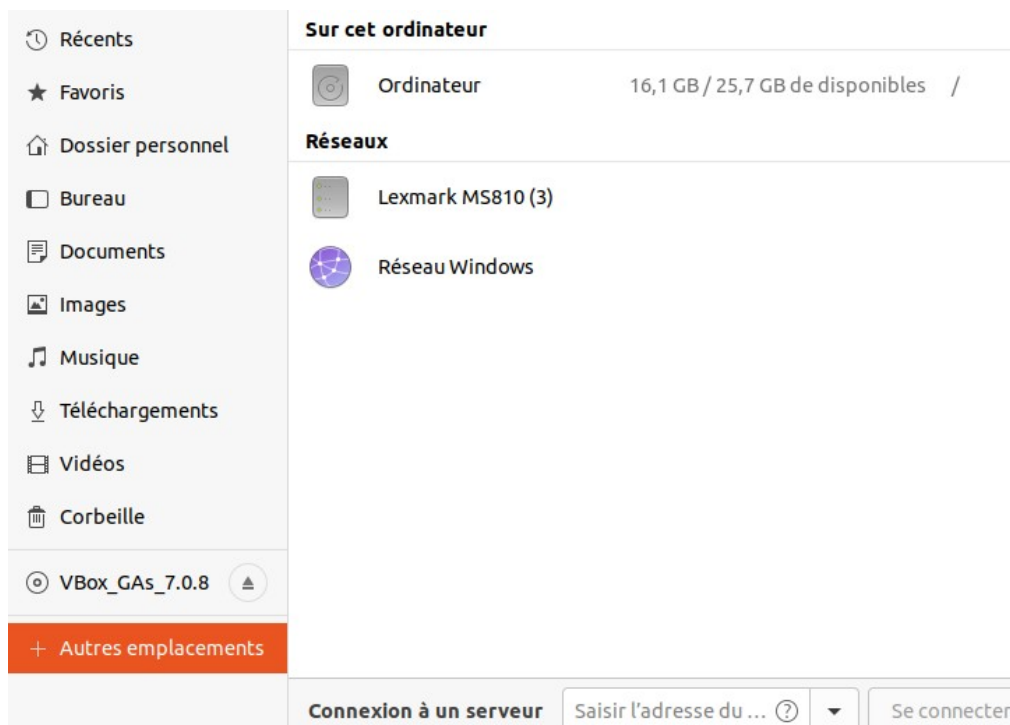 Récents
Favoris
Dossier personnel
Bureau
Documents
Images
Musique
Téléchargements
Vidéos
Corbeille
VBox_GAs_7.0.8
+ Autres emplacements
Sur cet ordinateur
Ordinateur 16,1 GB / 25,7 GB de disponibles /
Réseaux
Lexmark MS810 (3)
Réseau Windows
Connexion à un serveur Saisir l'adresse du … ? Se connecter